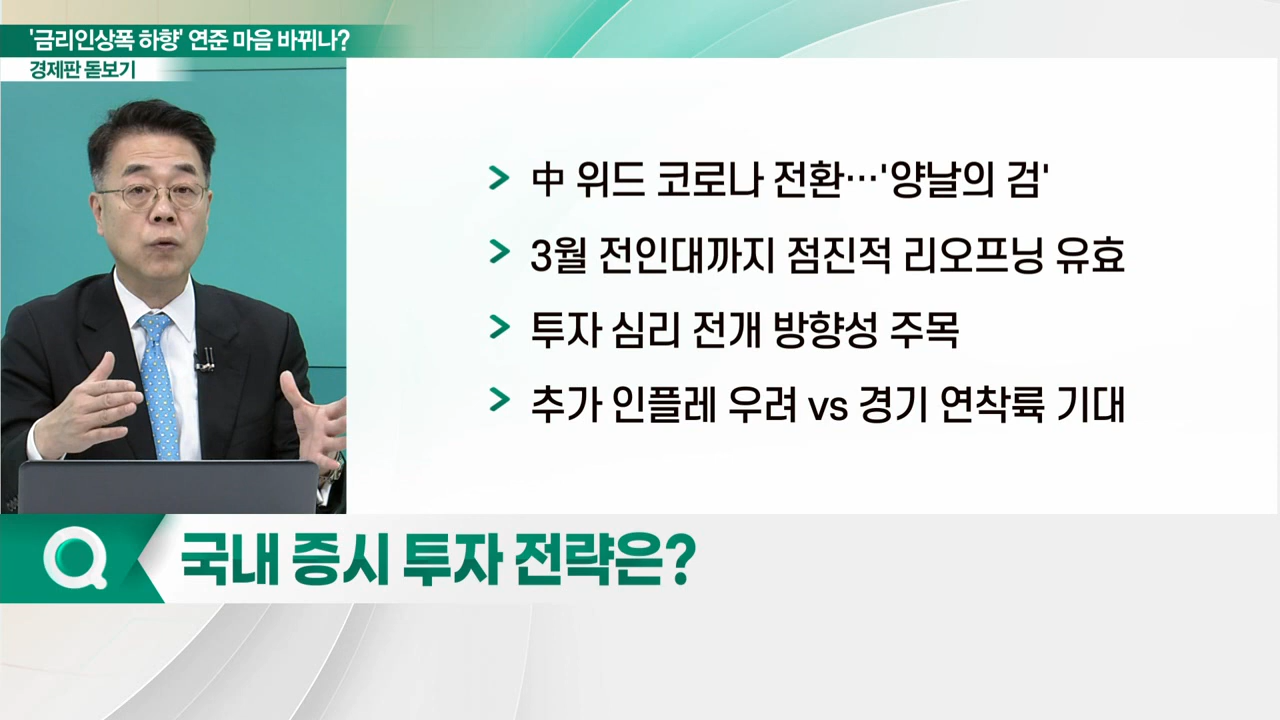 '금리인상폭 하향' 연준 마음 바뀌나?
경제판 돋보기
中 위드 코로나 전환…'양날의 검'
3월 전인대까지 점진적 리오프닝 유효
투자 심리 전개 방향성 주목
추가 인플레 우려 vs 경기 연착륙 기대
Q 국내 증시 투자 전략은?